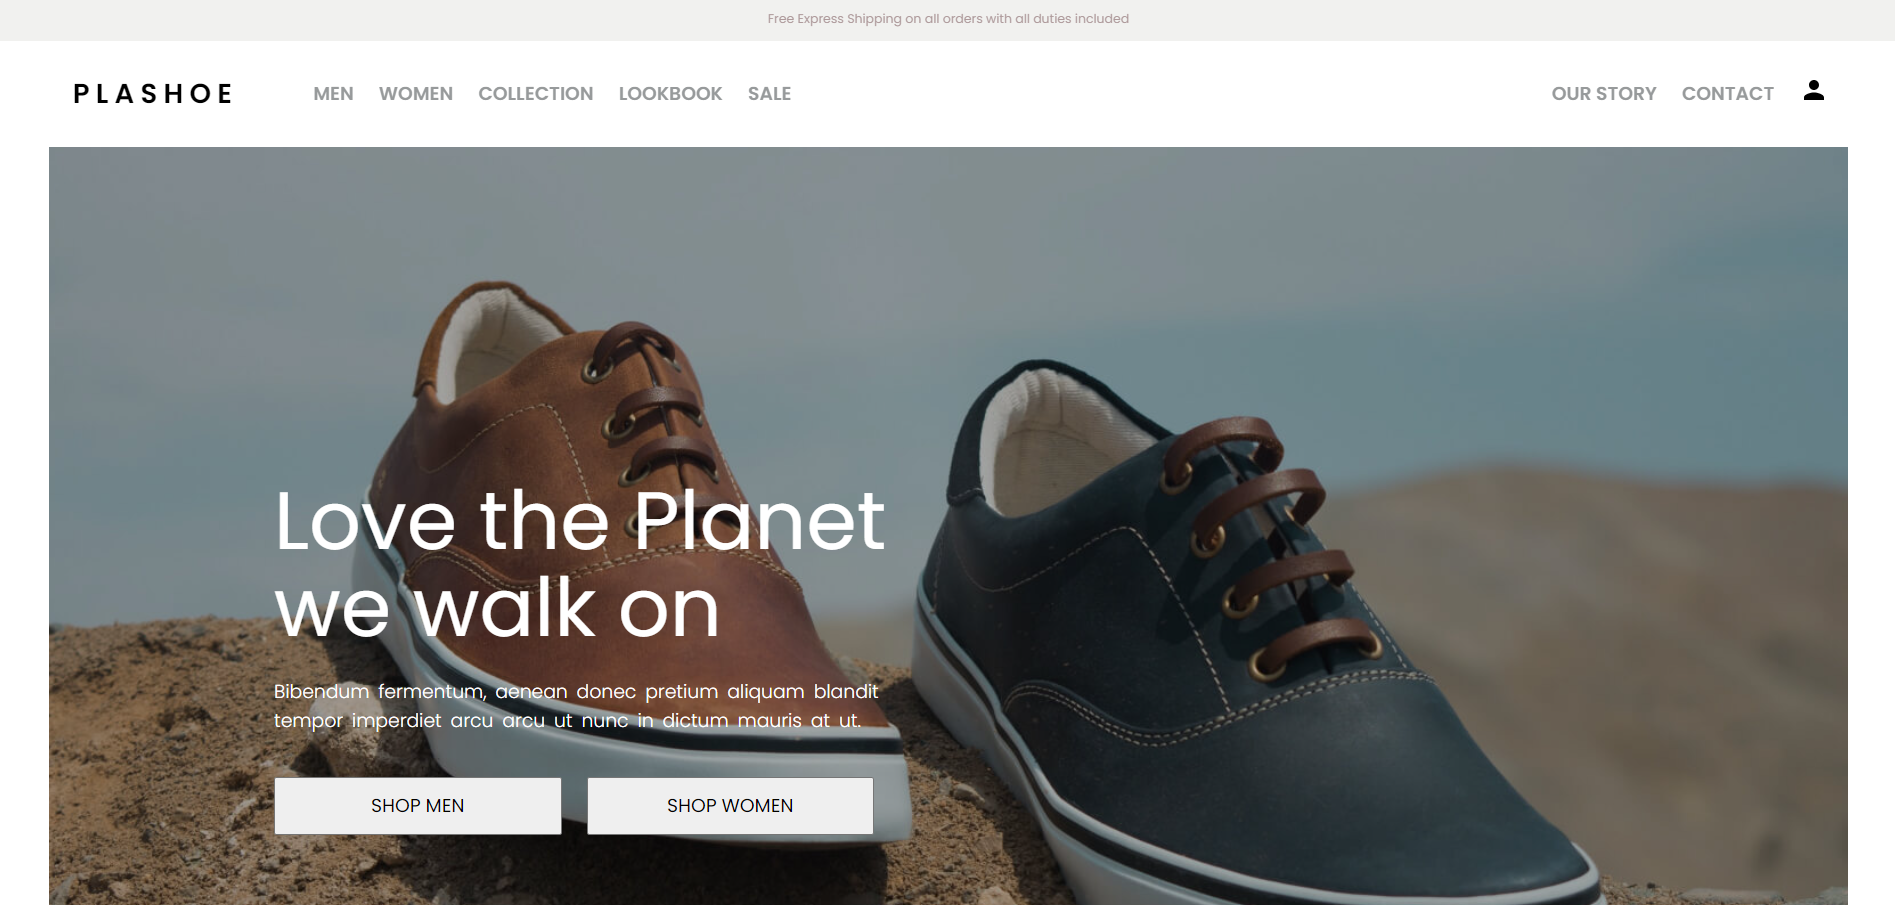 Free Express Shipping on all orders with all duties included
PLASHOE MEN WOMEN COLLECTION LOOKBOOK SALE OUR STORY CONTACT
Love the Planet
we walk on
Bibendum fermentum, aenean donec pretium aliquam blandit
tempor imperdiet arcu arcu ut nunc in dictum mauris at ut.
SHOP MEN SHOP WOMEN